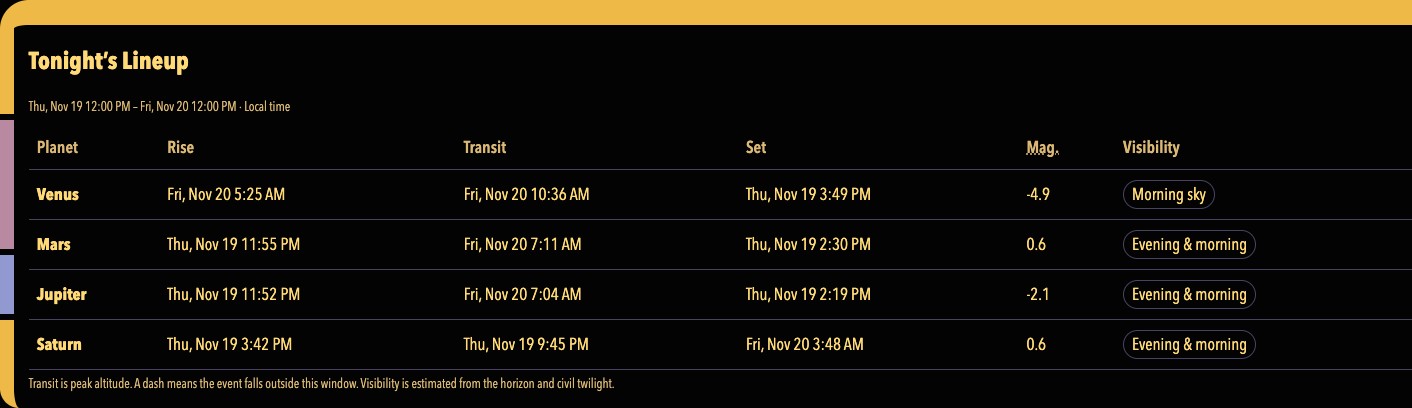 Tonight's Lineup
Thu, Nov 19 12:00 PM – Fri, Nov 20 12:00 PM · Local time
Planet Rise Transit Set Mag. Visibility
Venus Fri, Nov 20 5:25 AM Fri, Nov 20 10:36 AM Thu, Nov 19 3:49 PM -4.9 Morning sky
Mars Thu, Nov 19 11:55 PM Fri, Nov 20 7:11 AM Thu, Nov 19 2:30 PM 0.6 Evening & morning
Jupiter Thu, Nov 19 11:52 PM Fri, Nov 20 7:04 AM Thu, Nov 19 2:19 PM -2.1 Evening & morning
Saturn Thu, Nov 19 3:42 PM Thu, Nov 19 9:45 PM Fri, Nov 20 3:48 AM 0.6 Evening & morning
Transit is peak altitude. A dash means the event falls outside this window. Visibility is estimated from the horizon and civil twilight.